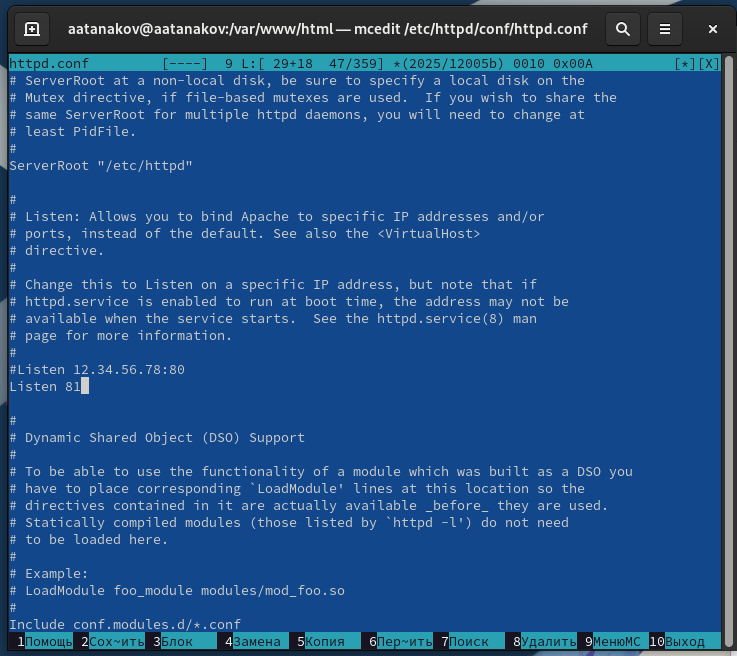 aatanakov@aatanakov:/var/www/html — mcedit /etc/httpd/conf/httpd.conf
httpd.conf [----] 9 L:[ 29+18 47/359] *(2025/12005b) 0010 0x00A [*][X]
# ServerRoot at a non-local disk, be sure to specify a local disk on the
# Mutex directive, if file-based mutexes are used.  If you wish to share the
# same ServerRoot for multiple httpd daemons, you will need to change at
# least PidFile.
#
ServerRoot "/etc/httpd"
#
# Listen: Allows you to bind Apache to specific IP addresses and/or
# ports, instead of the default. See also the <VirtualHost>
# directive.
#
# Change this to Listen on a specific IP address, but note that if
# httpd.service is enabled to run at boot time, the address may not be
# available when the service starts.  See the httpd.service(8) man
# page for more information.
#
#Listen 12.34.56.78:80
Listen 81
#
# Dynamic Shared Object (DSO) Support
#
# To be able to use the functionality of a module which was built as a DSO you
# have to place corresponding `LoadModule' lines at this location so the
# directives contained in it are actually available _before_ they are used.
# Statically compiled modules (those listed by `httpd -l') do not need
# to be loaded here.
#
# Example:
# LoadModule foo_module modules/mod_foo.so
#
Include conf.modules.d/*.conf
1Помощь 2Сох~ить 3Блок 4Замена 5Копия 6Пер~ить 7Поиск 8Удалить 9МенюМС 10Выход